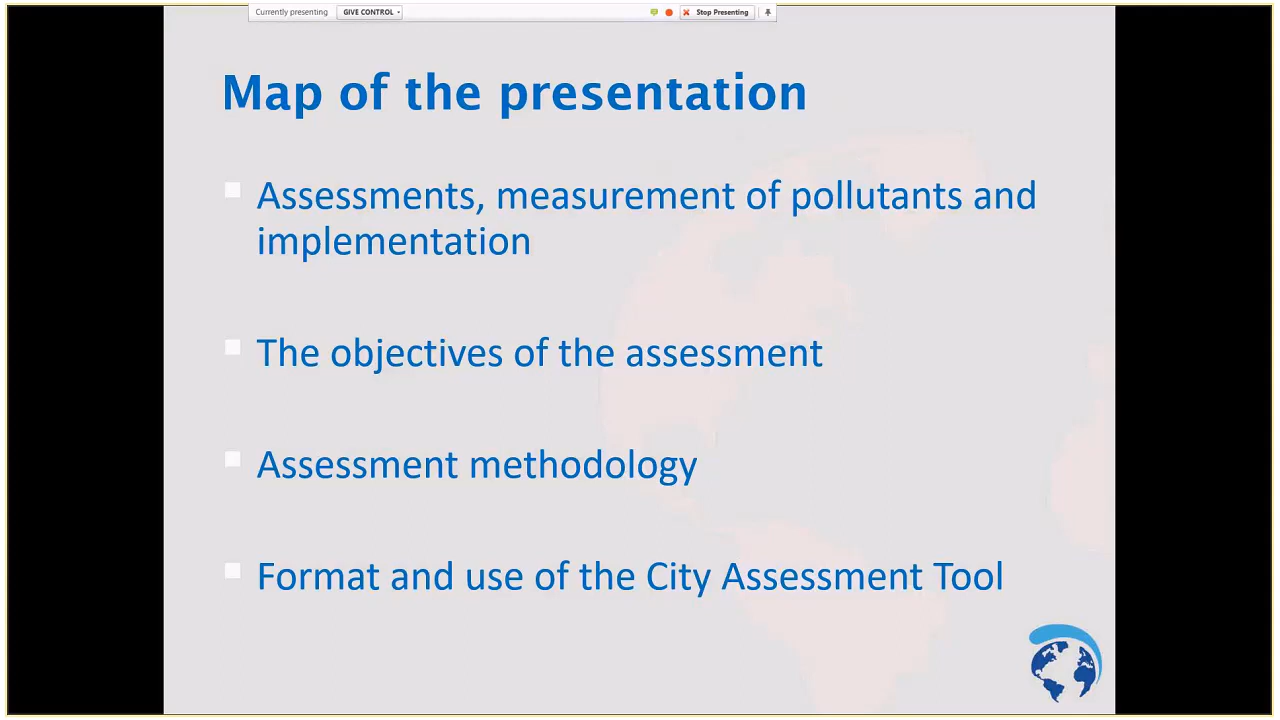 Currently presenting GIVE CONTROL Stop Presenting
Map of the presentation
Assessments, measurement of pollutants and
implementation
The objectives of the assessment
Assessment methodology
Format and use of the City Assessment Tool